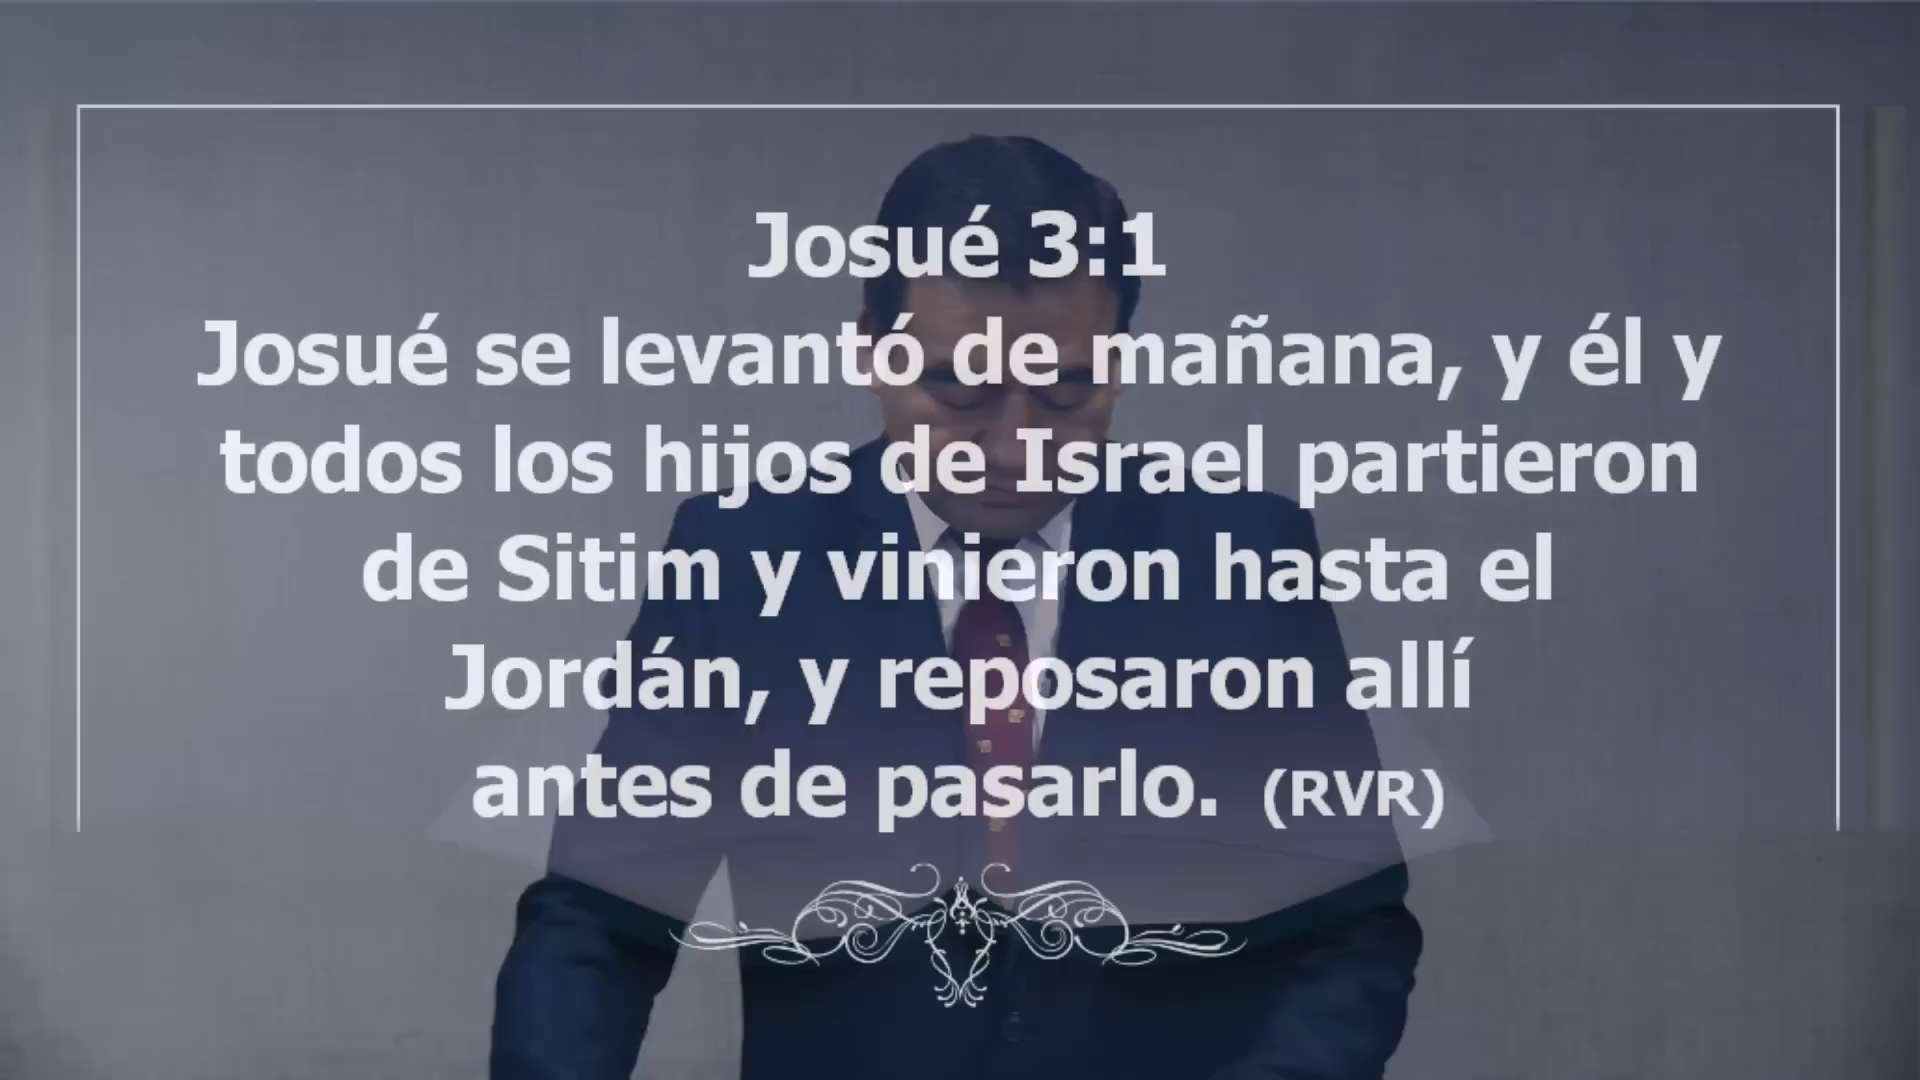 Josué 3:1
Josué se levantó de mañana, y él y
todos los hijos de Israel partieron
de Sitim y vinieron hasta el
Jordán, y reposaron allí
antes de pasarlo. (RVR)